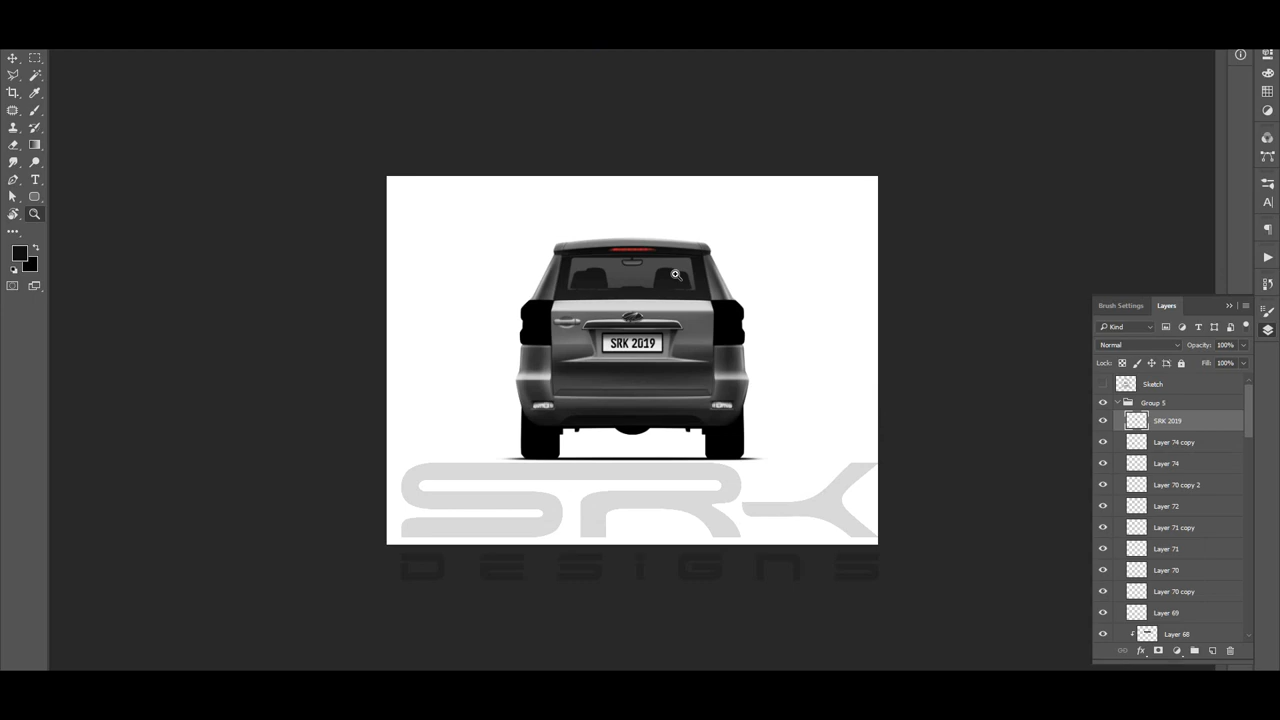 Brush Settings
Layers
Kind
Normal
Opacity: 100%
Lock:
Fill: 100%
Sketch
Group 5
SRK 2019
Layer 74 copy
Layer 74
Layer 70 copy 2
Layer 72
Layer 71 copy
Layer 71
Layer 70
Layer 70 copy
Layer 69
Layer 68
SRK 2019
SRK
DESIGNS